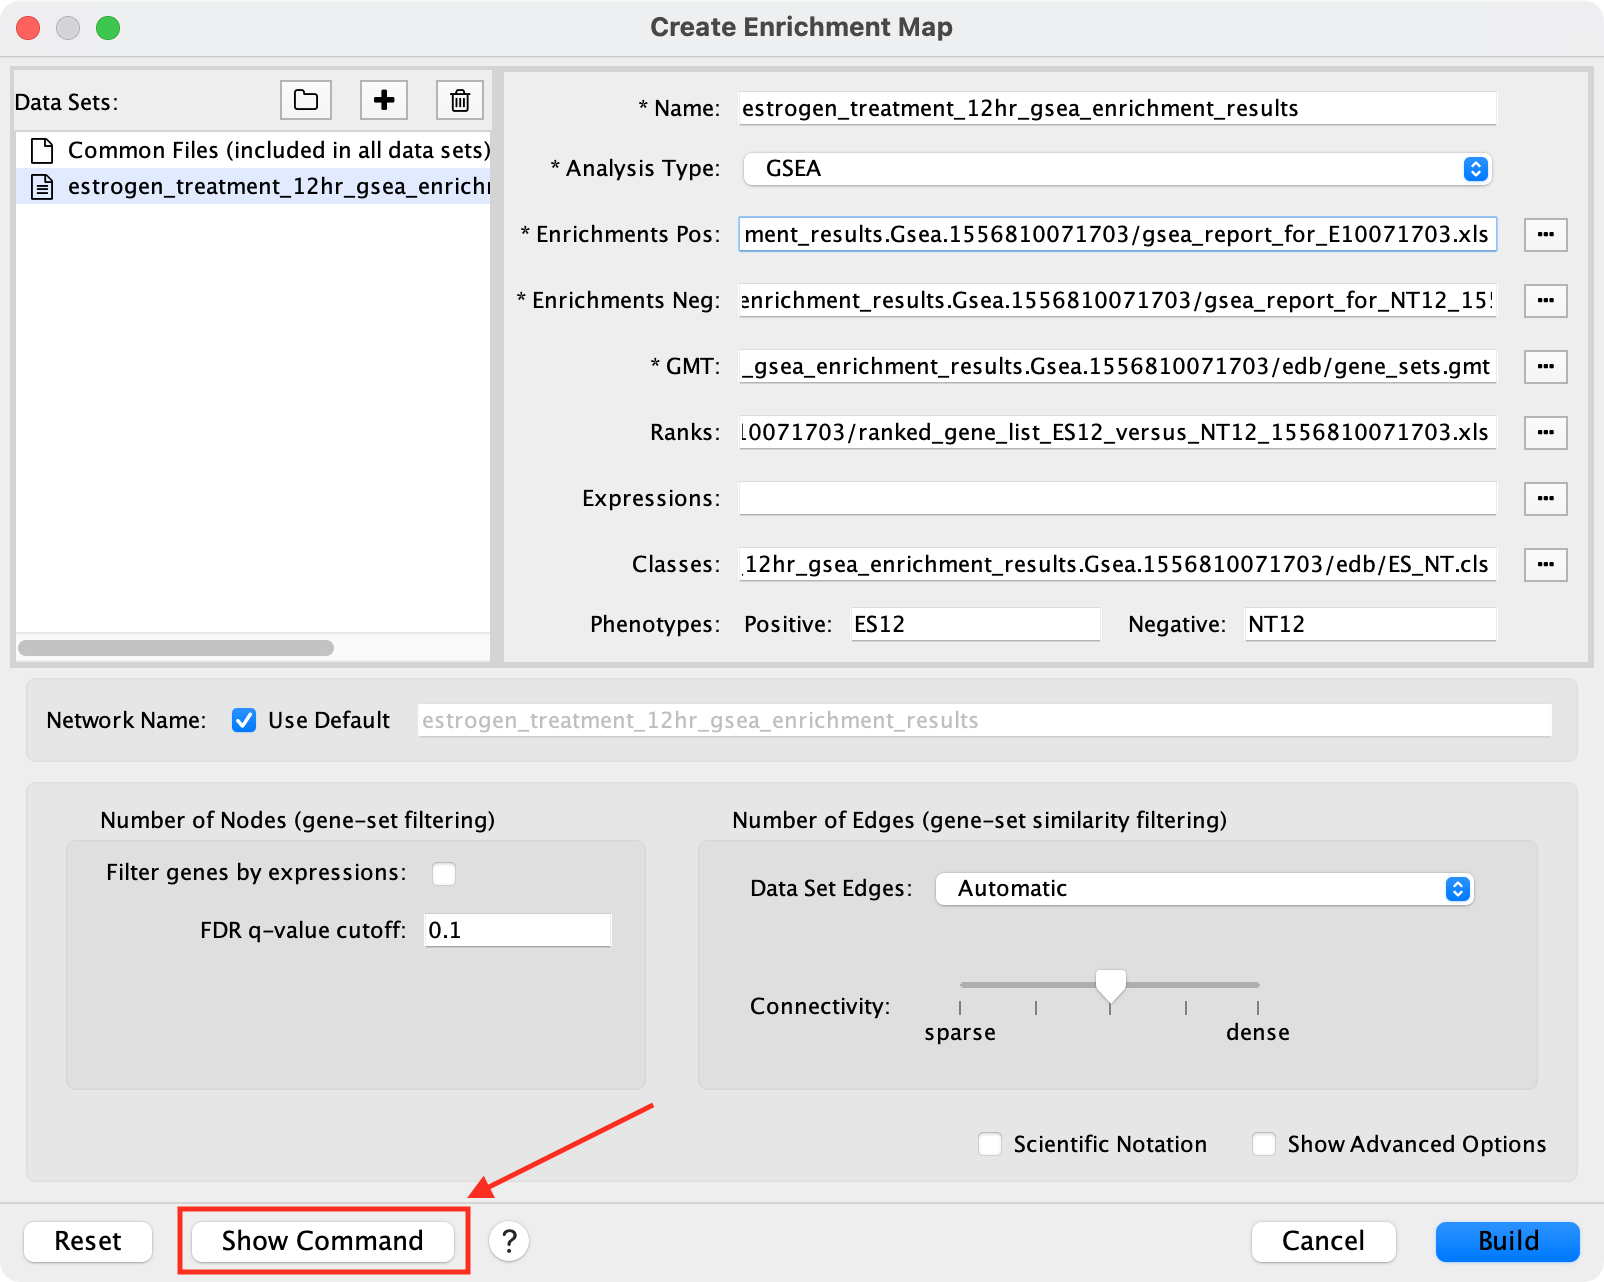 Create Enrichment Map
Data Sets:
Common Files (included in all data sets)
estrogen_treatment_12hr_gsea_enrichr
* Name: estrogen_treatment_12hr_gsea_enrichment_results
* Analysis Type: GSEA
* Enrichments Pos: ment_results.Gsea.1556810071703/gsea_report_for_E10071703.xls ...
* Enrichments Neg: enrichment_results.Gsea.1556810071703/gsea_report_for_NT12_155 ...
* GMT: _gsea_enrichment_results.Gsea.1556810071703/edb/gene_sets.gmt ...
Ranks: 10071703/ranked_gene_list_ES12_versus_NT12_1556810071703.xls ...
Expressions: ...
Classes: _12hr_gsea_enrichment_results.Gsea.1556810071703/edb/ES_NT.cls ...
Phenotypes: Positive: ES12 Negative: NT12
Network Name: Use Default estrogen_treatment_12hr_gsea_enrichment_results
Number of Nodes (gene-set filtering)
Filter genes by expressions:
FDR q-value cutoff: 0.1
Number of Edges (gene-set similarity filtering)
Data Set Edges: Automatic
Connectivity:
sparse dense
Scientific Notation Show Advanced Options
Reset Show Command ? Cancel Build